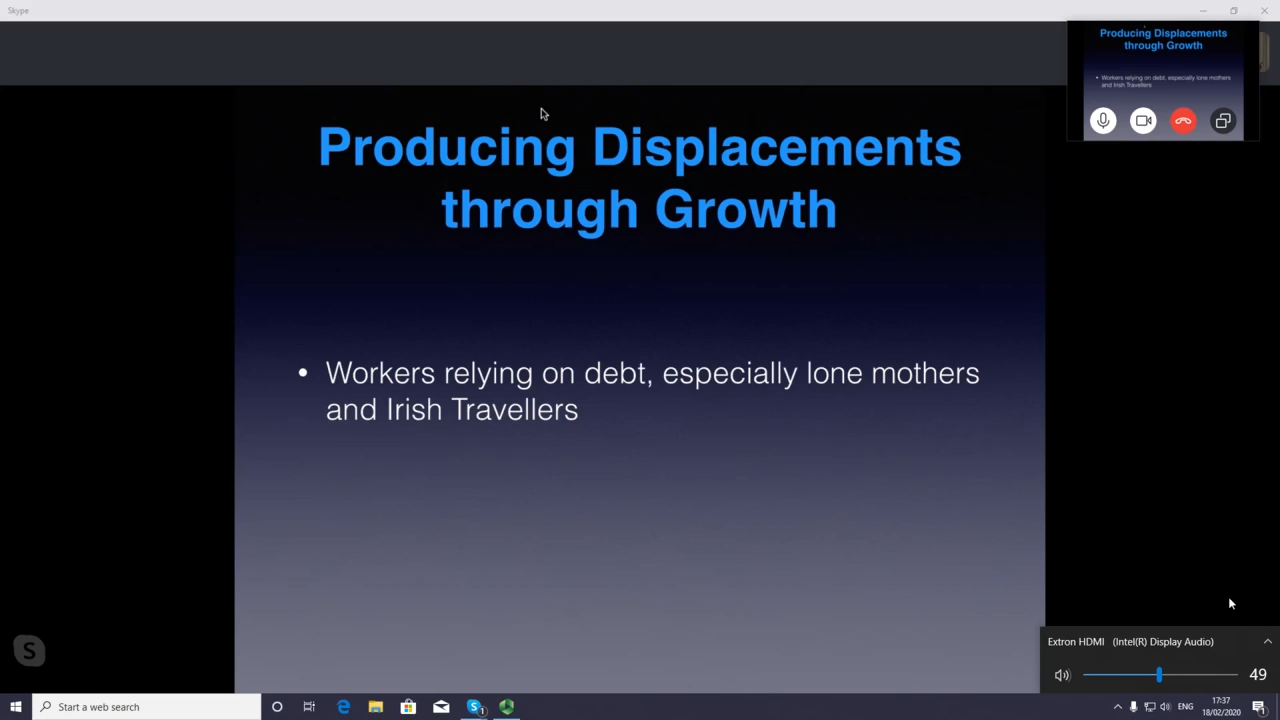 Skype
Producing Displacements
through Growth
• Workers relying on debt, especially lone mothers
and Irish Travellers
Producing Displacements
through Growth
• Workers relying on debt, especially lone mothers
and Irish Travellers
S
Extron HDMI (Intel(R) Display Audio)
49
Start a web search
S 1
ENG
17:37
18/02/2020
1